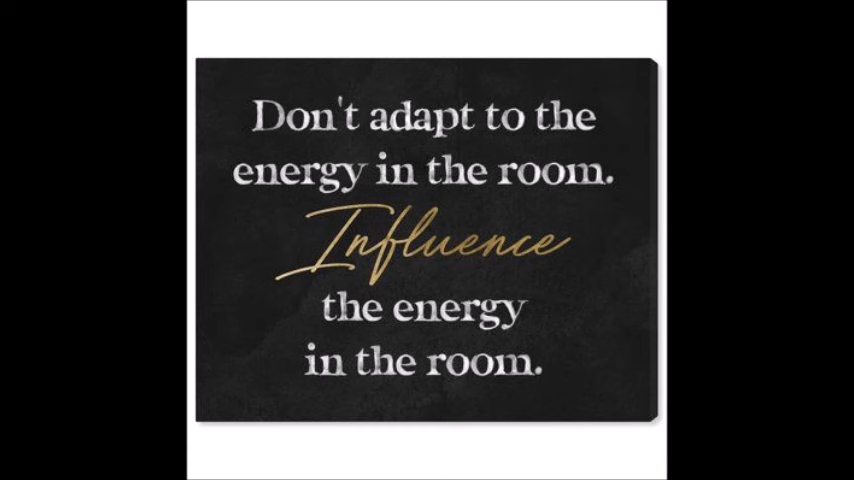 Don't adapt to the
energy in the room.
Influence
the energy
in the room.